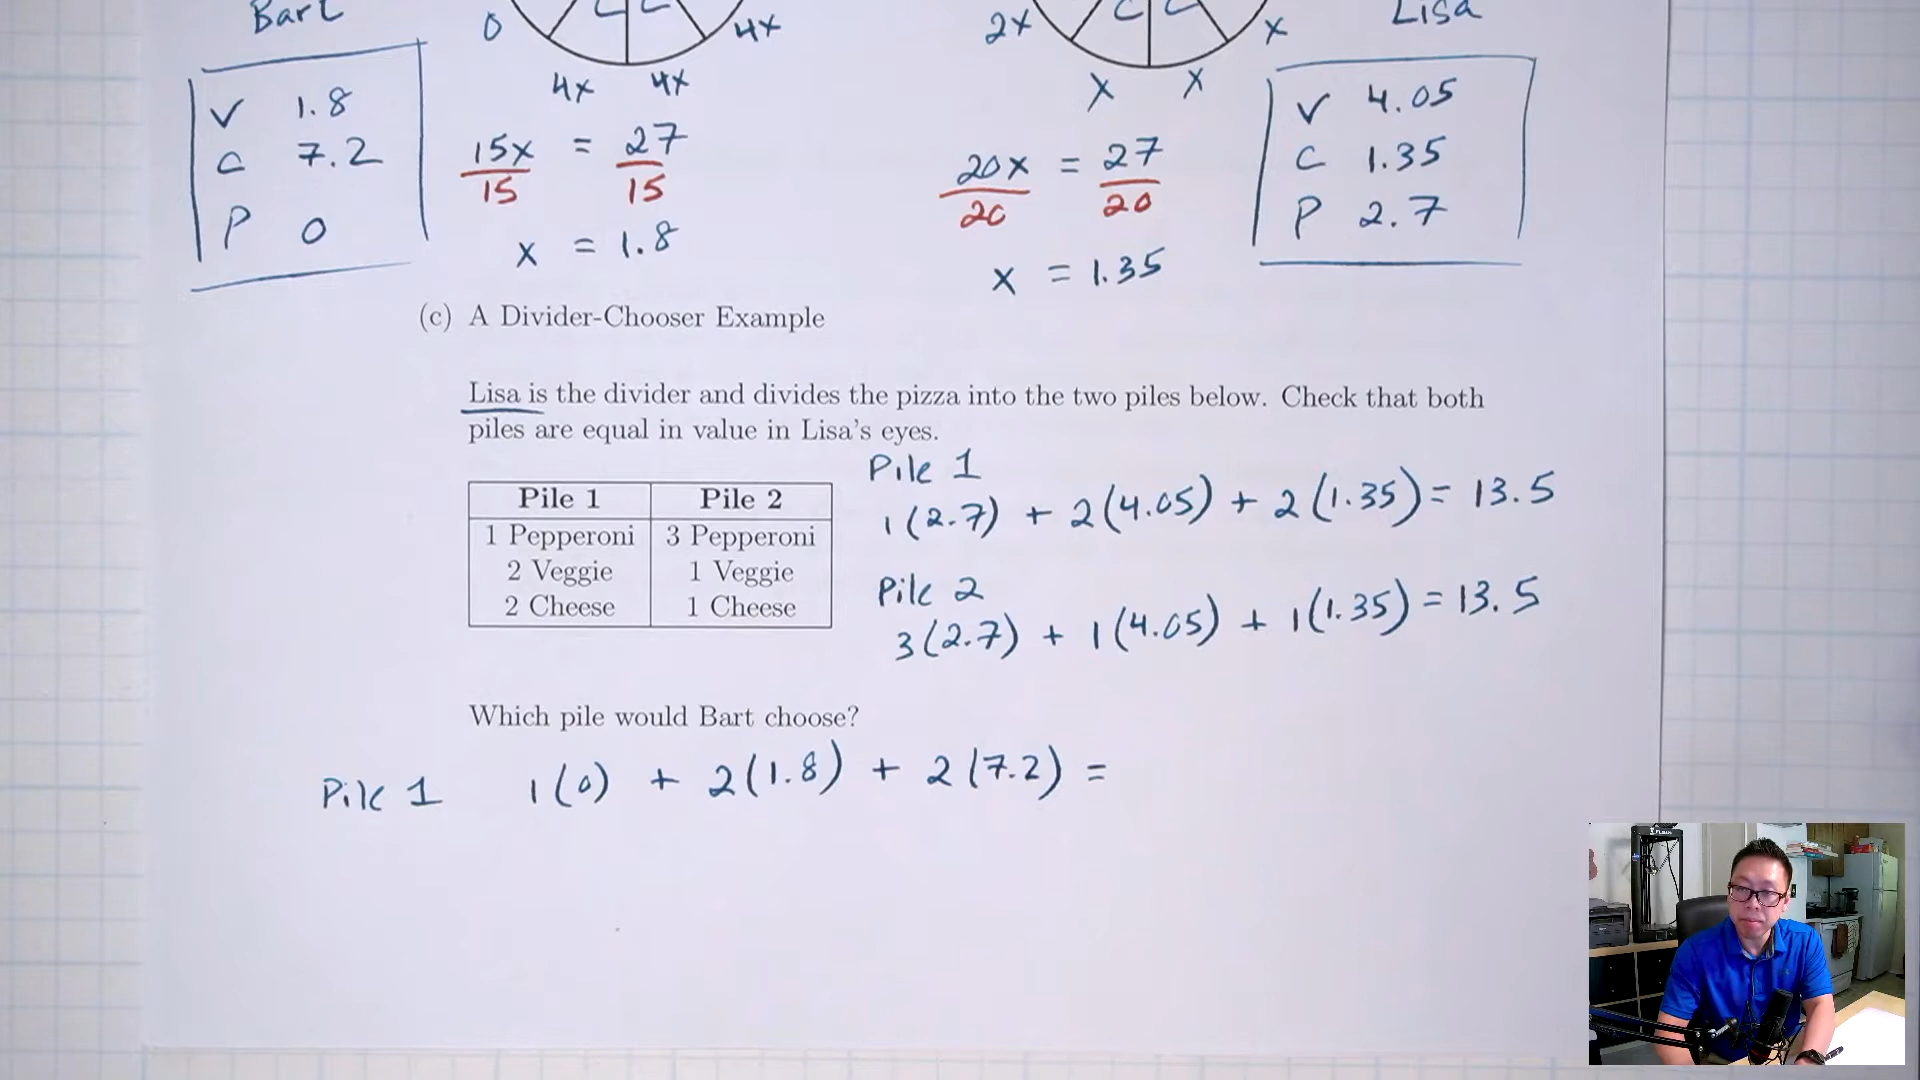 Bart
Lisa
0
4x
2x
x
C C
C C
4x 4x
x x
V 1.8
C 7.2
P 0
15x = 27
15 15
x = 1.8
20x = 27
20 20
x = 1.35
V 4.05
C 1.35
P 2.7
(c) A Divider-Chooser Example
Lisa is the divider and divides the pizza into the two piles below. Check that both
piles are equal in value in Lisa's eyes.
Pile 1 Pile 2
1 Pepperoni 3 Pepperoni
2 Veggie 1 Veggie
2 Cheese 1 Cheese
Pile 1
1(2.7) + 2(4.05) + 2(1.35) = 13.5
Pile 2
3(2.7) + 1(4.05) + 1(1.35) = 13.5
Which pile would Bart choose?
Pile 1 1(0) + 2(1.8) + 2(7.2) =